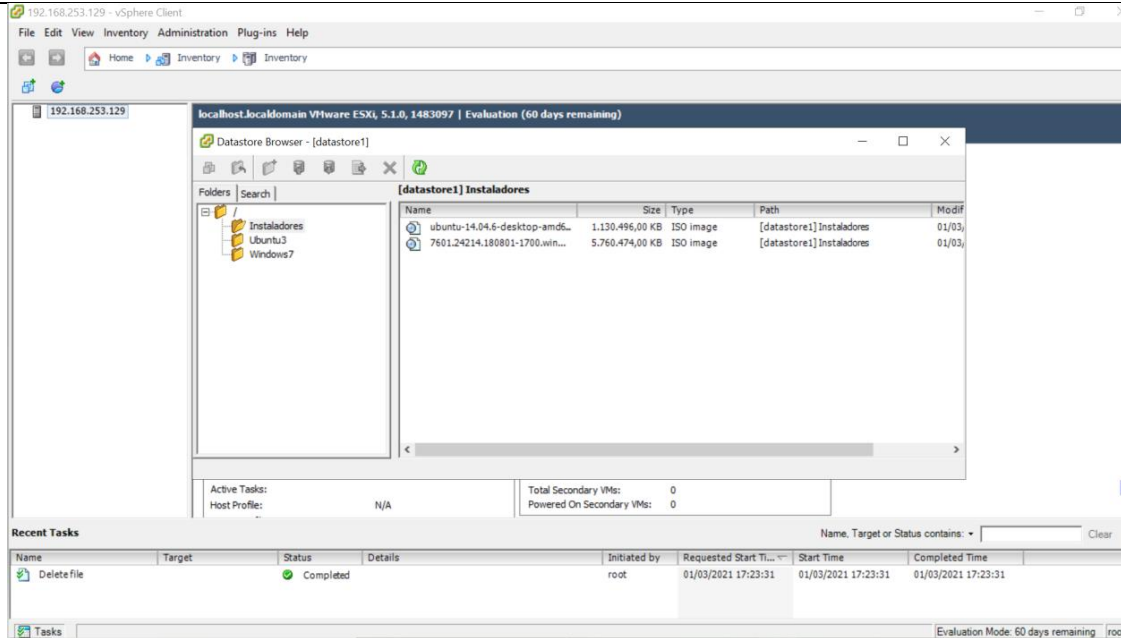 192.168.253.129 - vSphere Client
File Edit View Inventory Administration Plug-ins Help
Home Inventory Inventory
192.168.253.129
localhost.localdomain VMware ESXi, 5.1.0, 1483097 | Evaluation (60 days remaining)
Datastore Browser - [datastore1]
Folders Search
[datastore1] Instaladores
/
Instaladores
Ubuntu3
Windows7
Name Size Type Path Modif
ubuntu-14.04.6-desktop-amd6... 1.130.496,00 KB ISO image [datastore1] Instaladores 01/03/
7601.24214.180801-1700.win... 5.760.474,00 KB ISO image [datastore1] Instaladores 01/03/
Active Tasks: Total Secondary VMs: 0
Host Profile: N/A Powered On Secondary VMs: 0
Recent Tasks Name, Target or Status contains: Clear
Name Target Status Details Initiated by Requested Start Ti... Start Time Completed Time
Delete file Completed root 01/03/2021 17:23:31 01/03/2021 17:23:31 01/03/2021 17:23:31
Tasks Evaluation Mode: 60 days remaining roo